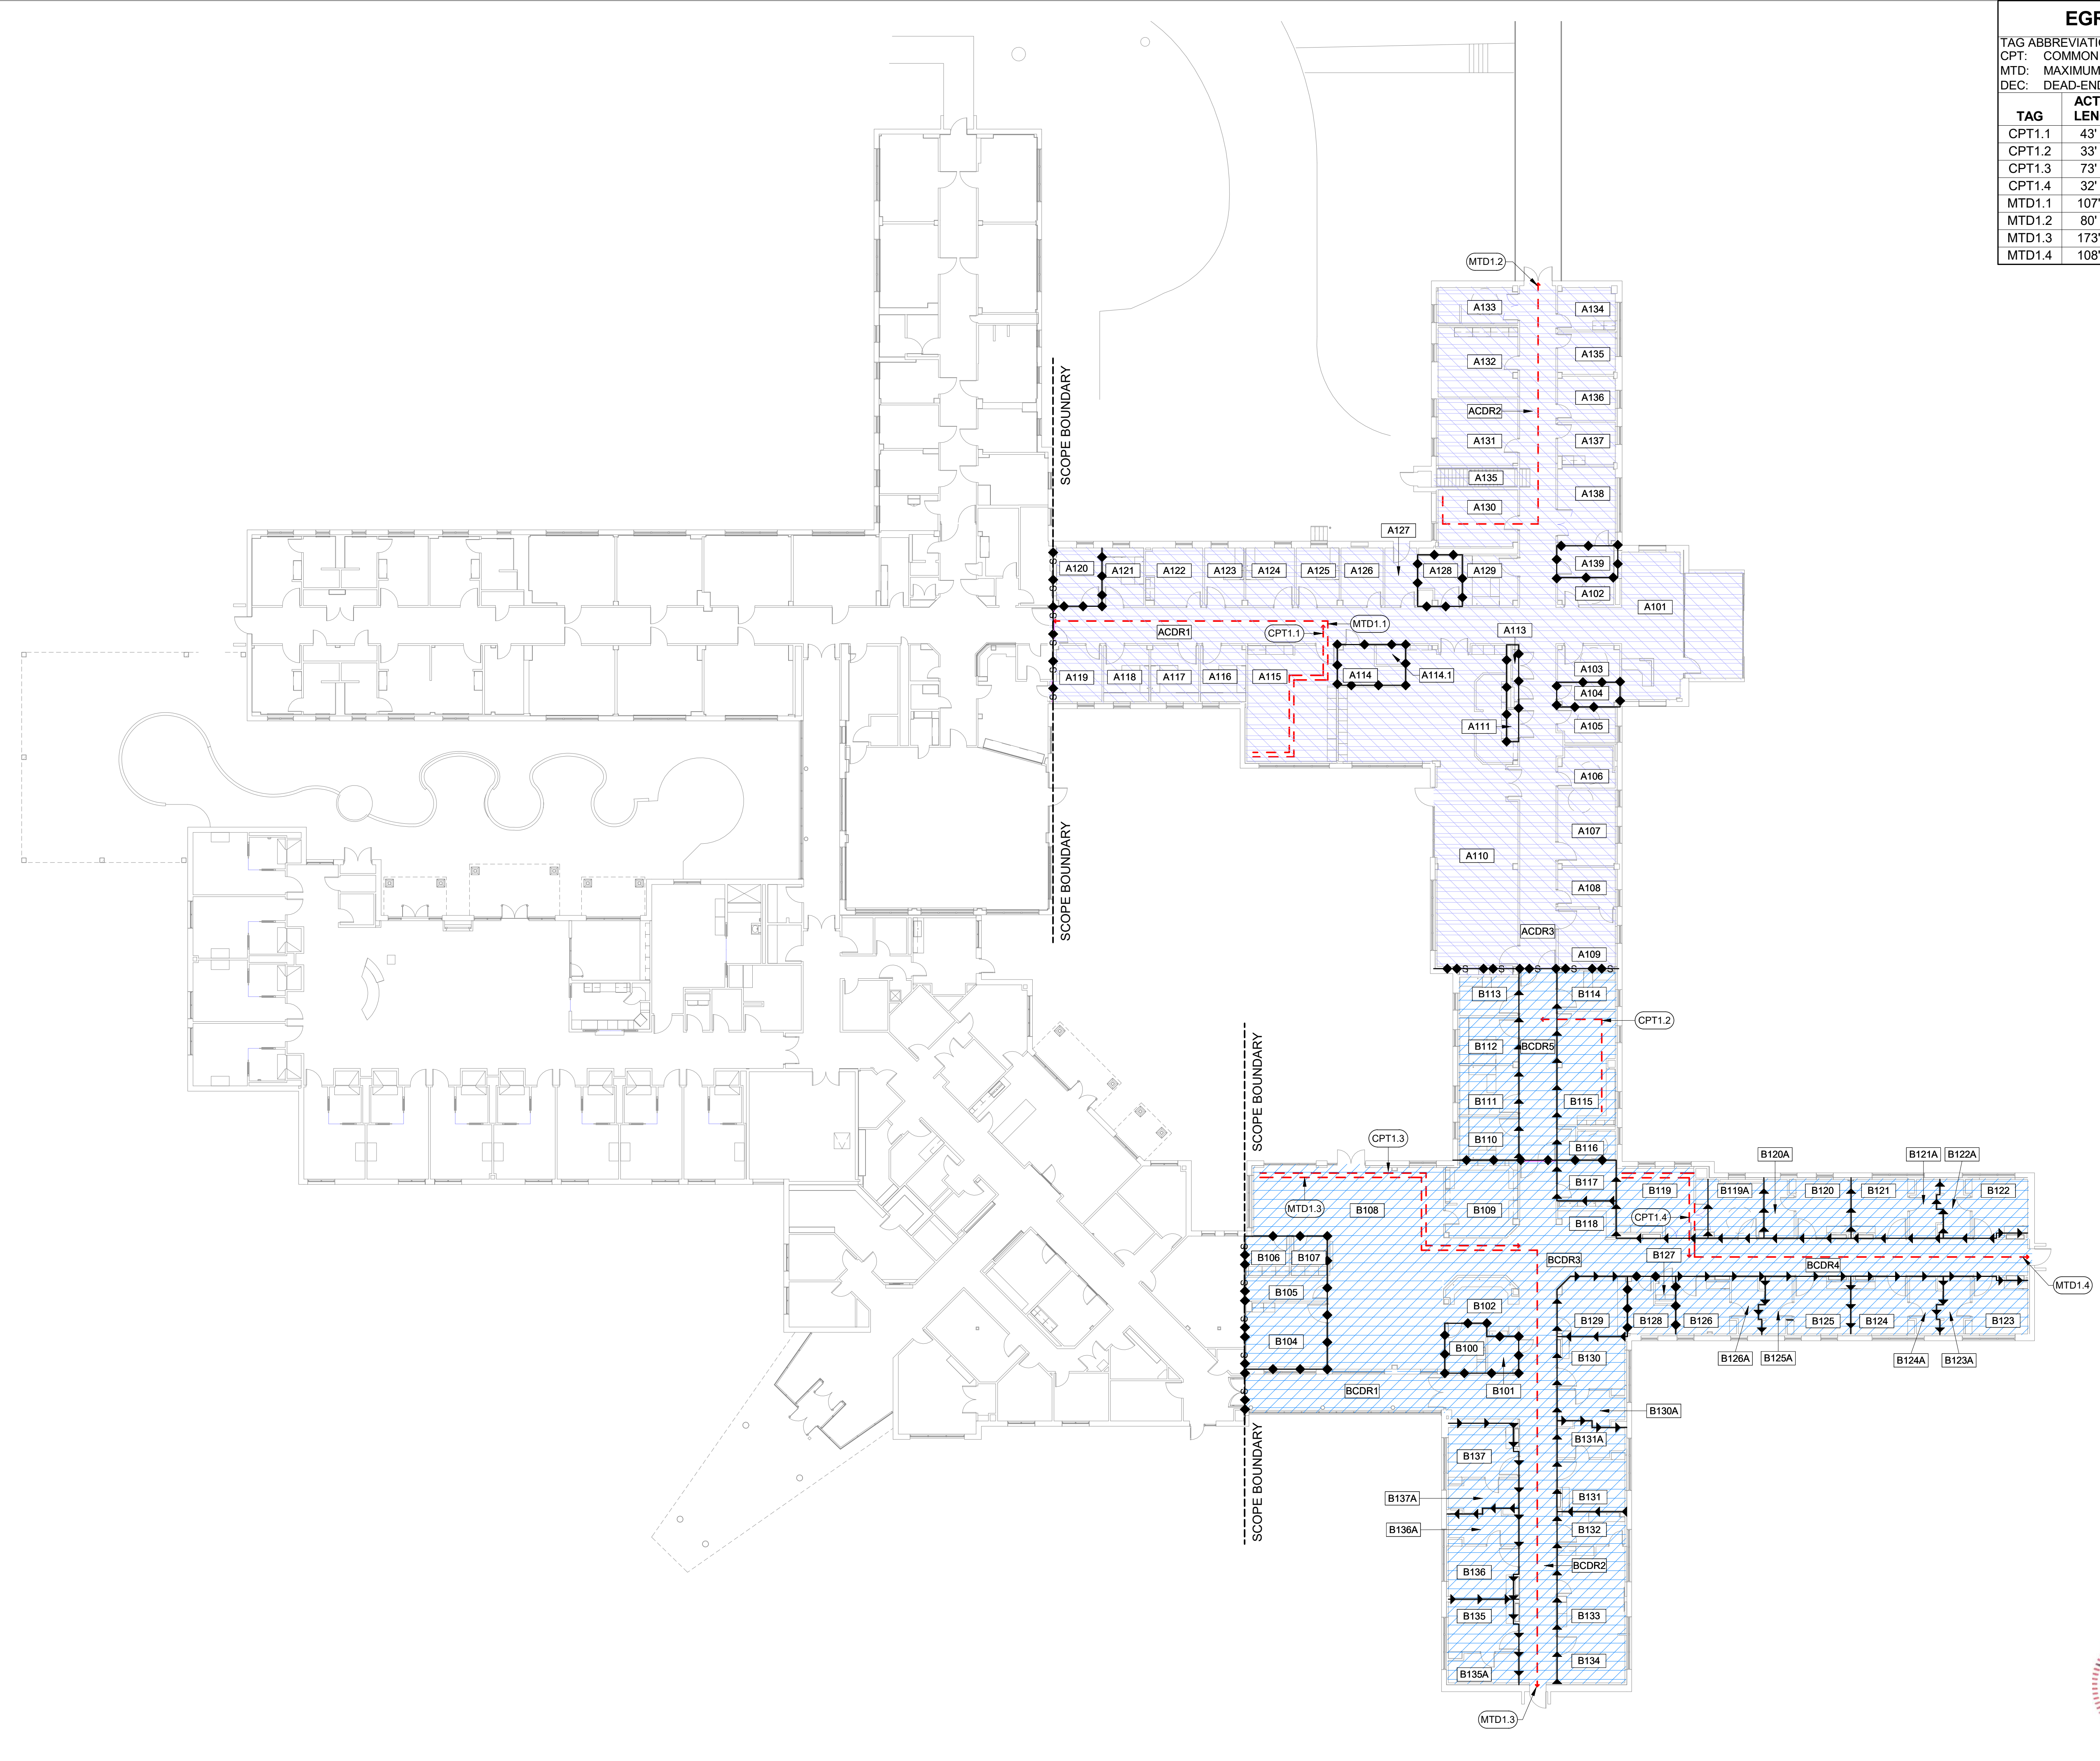 EGR
TAG ABBREVIATI
CPT: COMMON
MTD: MAXIMUM
DEC: DEAD-END
TAG ACT LEN
CPT1.1 43'
CPT1.2 33'
CPT1.3 73'
CPT1.4 32'
MTD1.1 107'
MTD1.2 80'
MTD1.3 173'
MTD1.4 108'
MTD1.2
A133
A134
A135
A132
A136
ACDR2
A131
A137
A135
A138
A130
SCOPE BOUNDARY
A127
A120
A121
A122
A123
A124
A125
A126
A128
A129
A139
A102
A101
ACDR1
CPT1.1
MTD1.1
A113
A119
A118
A117
A116
A115
A114
A114.1
A103
A104
A111
A105
A106
A107
A110
A108
SCOPE BOUNDARY
ACDR3
A109
B113
B114
CPT1.2
B112
BCDR5
B111
B115
SCOPE BOUNDARY
CPT1.3
B110
B116
B120A
B121A
B122A
B117
B119
B119A
B120
B121
B122
MTD1.3
B108
B109
B118
CPT1.4
B106
B107
BCDR3
B127
BCDR4
MTD1.4
B105
B102
B129
B128
B126
B125
B124
B123
B104
B100
B130
B126A
B125A
B124A
B123A
BCDR1
B101
B130A
SCOPE BOUNDARY
B131A
B137
B137A
B131
B136A
B132
BCDR2
B136
B135
B133
B135A
B134
MTD1.3